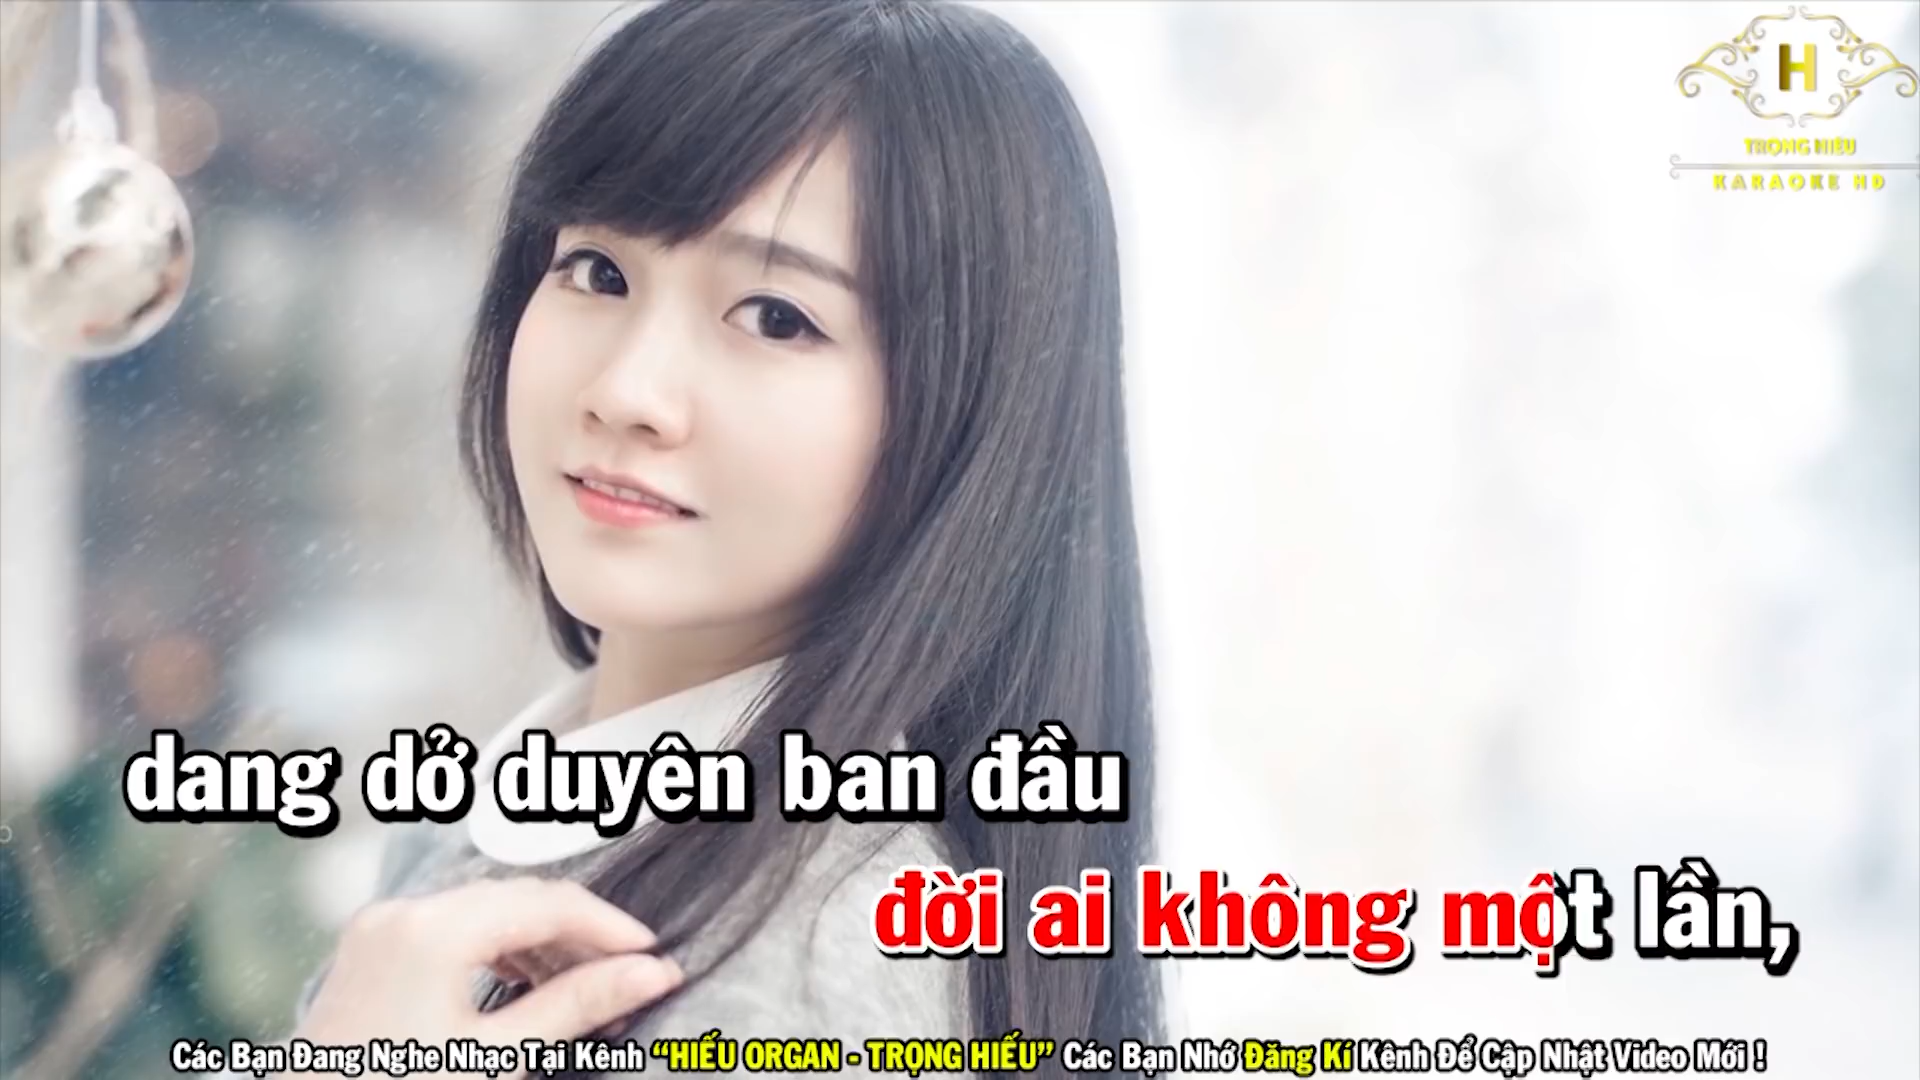 H
TRỌNG HIẾU
KARAOKE HD
dang dở duyên ban đầu
đời ai không một lần,
Các Bạn Đang Nghe Nhạc Tại Kênh “HIẾU ORGAN - TRỌNG HIẾU” Các Bạn Nhớ Đăng Kí Kênh Để Cập Nhật Video Mới !